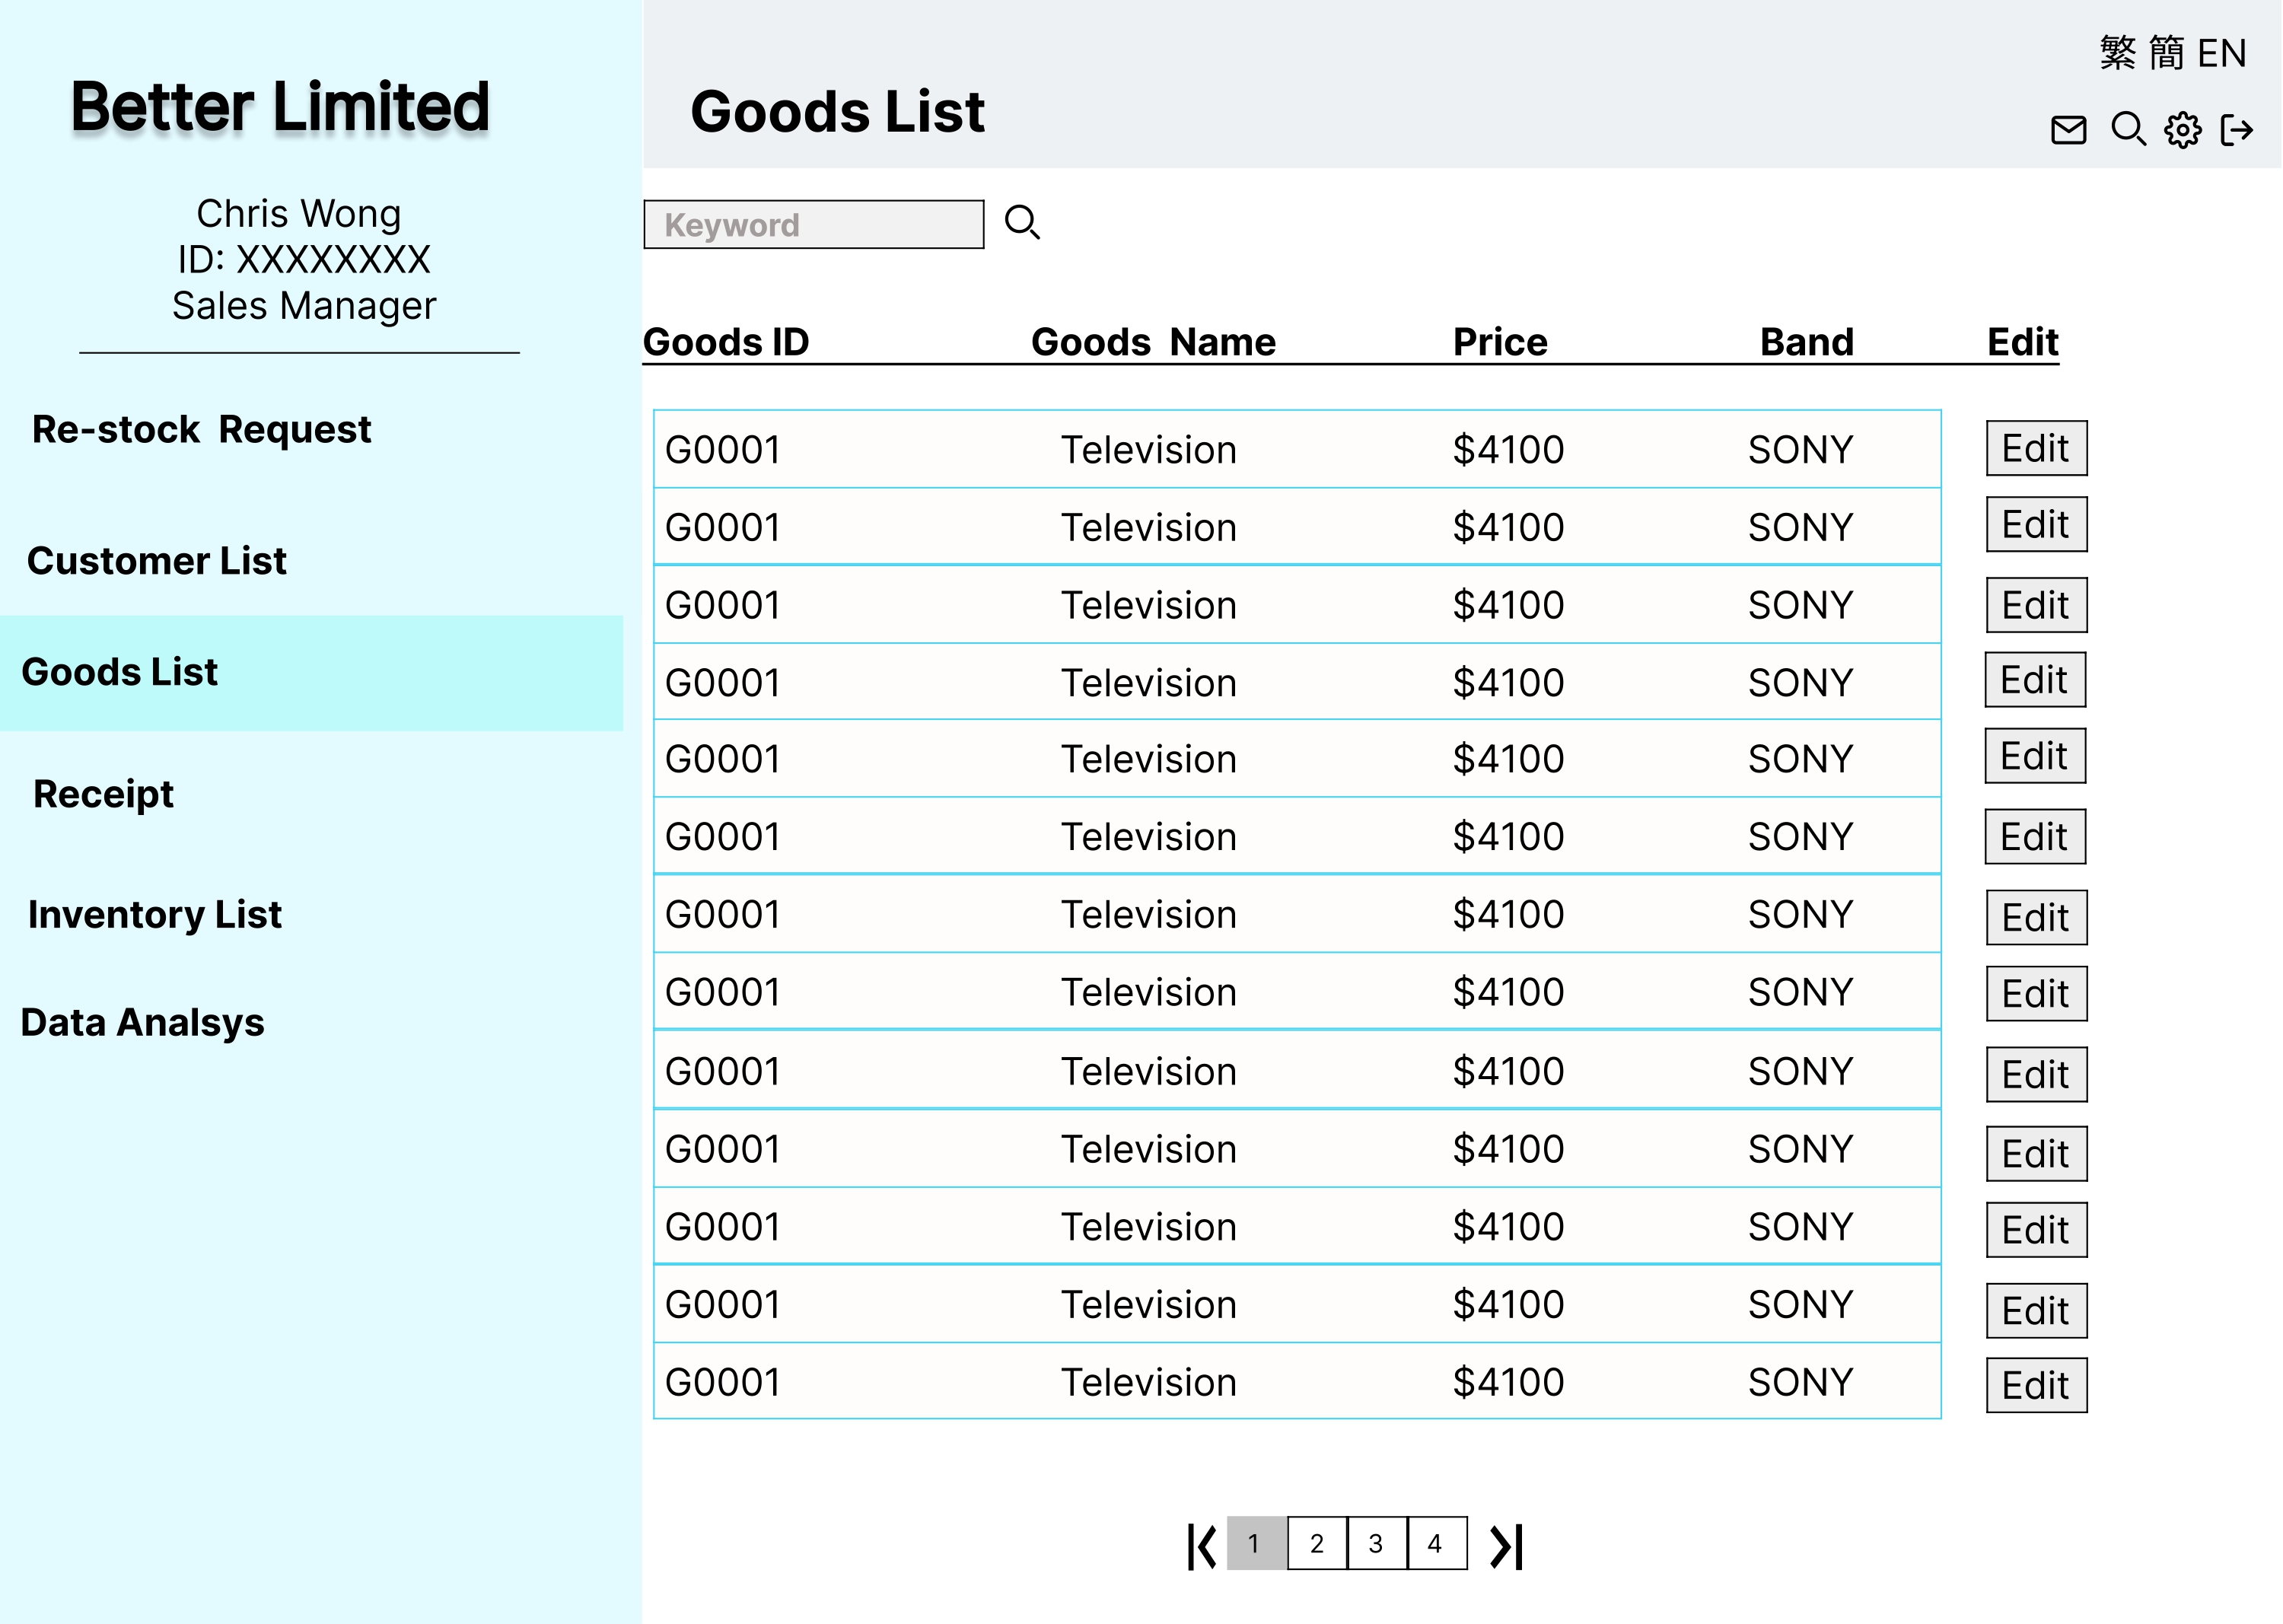 Better Limited
Chris Wong
ID: XXXXXXXX
Sales Manager
Re-stock Request
Customer List
Goods List
Receipt
Inventory List
Data Analsys
繁 簡 EN
Goods List
Keyword
Goods ID Goods Name Price Band Edit
G0001 Television $4100 SONY Edit
G0001 Television $4100 SONY Edit
G0001 Television $4100 SONY Edit
G0001 Television $4100 SONY Edit
G0001 Television $4100 SONY Edit
G0001 Television $4100 SONY Edit
G0001 Television $4100 SONY Edit
G0001 Television $4100 SONY Edit
G0001 Television $4100 SONY Edit
G0001 Television $4100 SONY Edit
G0001 Television $4100 SONY Edit
G0001 Television $4100 SONY Edit
G0001 Television $4100 SONY Edit
1 2 3 4